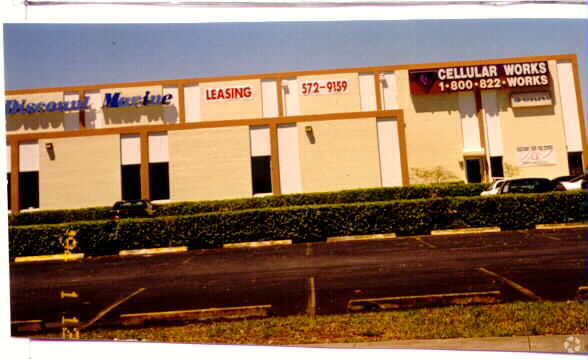 Discount Marine
LEASING
572-9159
CELLULAR WORKS
1·800·822·WORKS